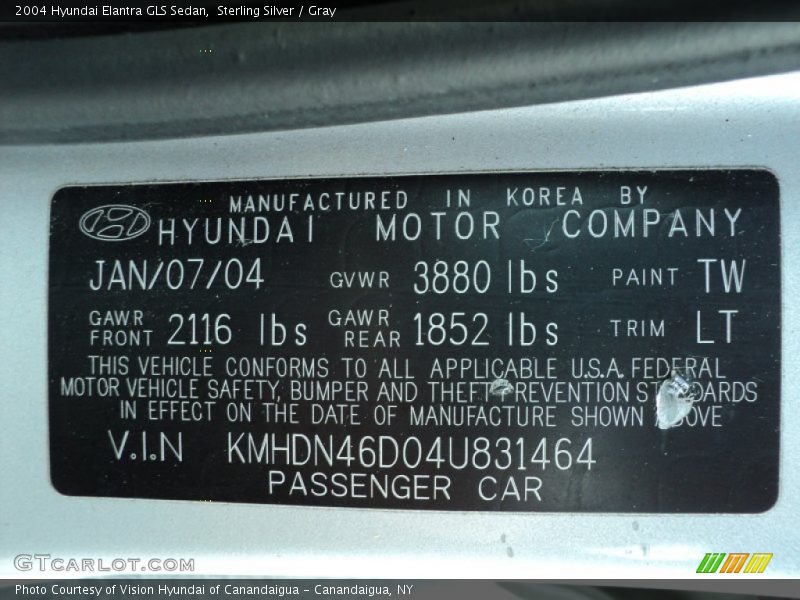 2004 Hyundai Elantra GLS Sedan, Sterling Silver / Gray
MANUFACTURED IN KOREA BY
HYUNDAI MOTOR COMPANY
JAN/07/04 GVWR 3880 lbs PAINT TW
GAWR FRONT 2116 lbs GAWR REAR 1852 lbs TRIM LT
THIS VEHICLE CONFORMS TO ALL APPLICABLE U.S.A. FEDERAL
MOTOR VEHICLE SAFETY, BUMPER AND THEFT PREVENTION STANDARDS
IN EFFECT ON THE DATE OF MANUFACTURE SHOWN ABOVE
V.I.N KMHDN46D04U831464
PASSENGER CAR
GTCARLOT.COM
Photo Courtesy of Vision Hyundai of Canandaigua - Canandaigua, NY